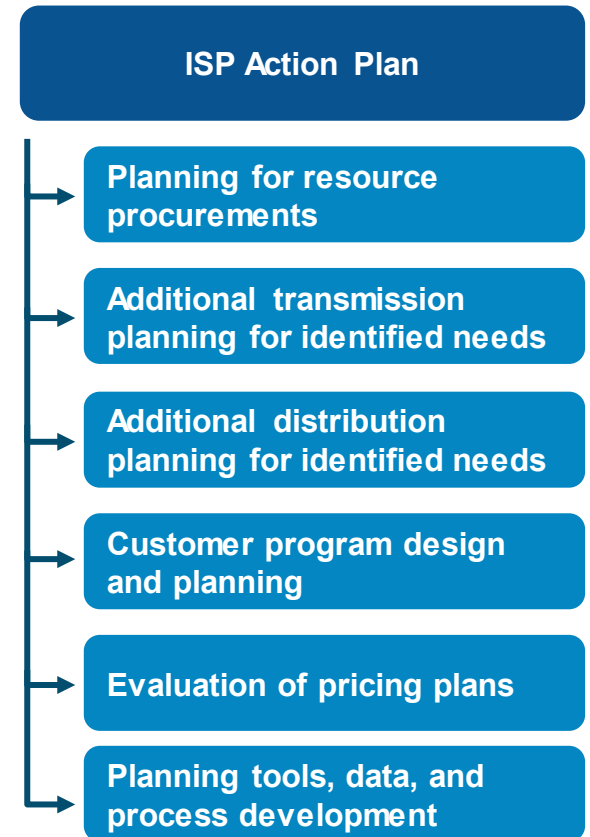 ISP Action Plan
Planning for resource
procurements
Additional transmission
planning for identified needs
Additional distribution
planning for identified needs
Customer program design
and planning
Evaluation of pricing plans
Planning tools, data, and
process development